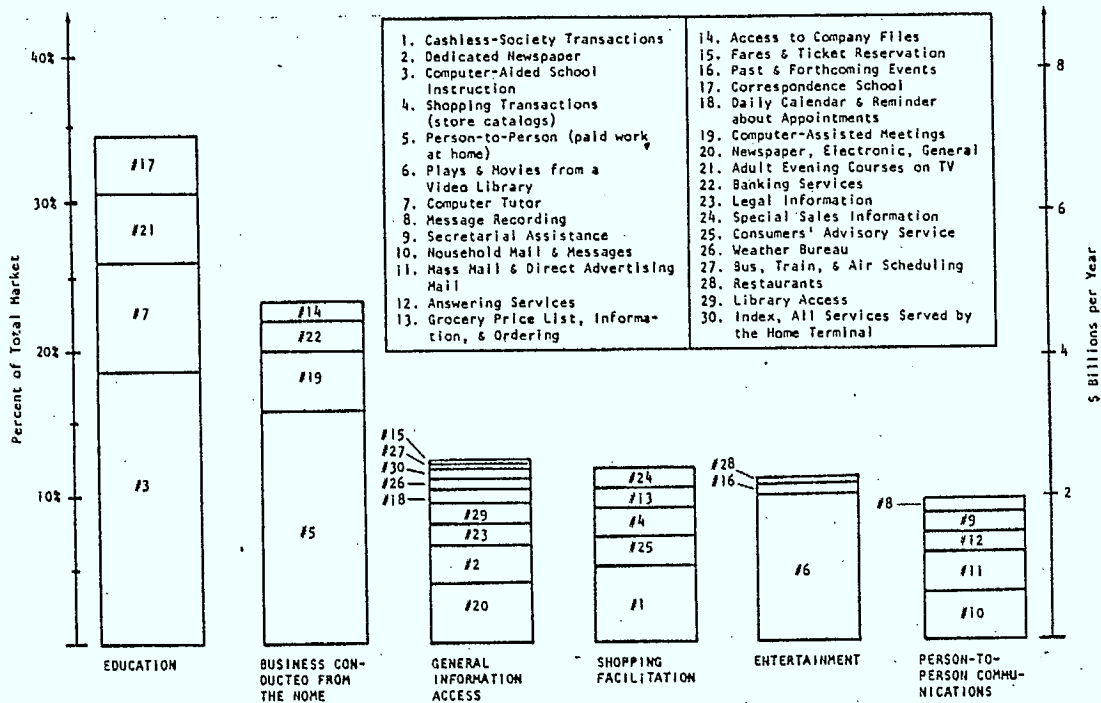 40%
30%
20%
10%
Percent of Total Market
1. Cashless-Society Transactions
2. Dedicated Newspaper
3. Computer-Aided School
Instruction
4. Shopping Transactions
(store catalogs)
5. Person-to-Person (paid work
at home)
6. Plays & Movies from a
Video Library
7. Computer Tutor
8. Message Recording
9. Secretarial Assistance
10. Household Mail & Messages
11. Mass Mail & Direct Advertising
Mail
12. Answering Services
13. Grocery Price List, Informa-
tion, & Ordering
14. Access to Company Files
15. Fares & Ticket Reservation
16. Past & Forthcoming Events
17. Correspondence School
18. Daily Calendar & Reminder
about Appointments
19. Computer-Assisted Meetings
20. Newspaper, Electronic, General
21. Adult Evening Courses on TV
22. Banking Services
23. Legal Information
24. Special Sales Information
25. Consumers' Advisory Service
26. Weather Bureau
27. Bus, Train, & Air Scheduling
28. Restaurants
29. Library Access
30. Index, All Services Served by
the Home Terminal
8
6
4
2
$ Billions per Year
#17
#21
#7
#3
EDUCATION
#14
#22
#19
#5
BUSINESS CON-
DUCTED FROM
THE HOME
#15
#27
#30
#26
#18
#29
#23
#2
#20
GENERAL
INFORMATION
ACCESS
#24
#13
#4
#25
#1
SHOPPING
FACILITATION
#28
#16
#6
ENTERTAINMENT
#8
#9
#12
#11
#10
PERSON-TO-
PERSON COMMU-
NICATIONS